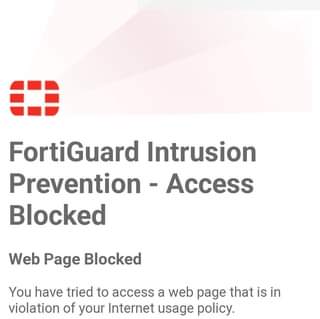 FortiGuard Intrusion
Prevention - Access
Blocked
Web Page Blocked
You have tried to access a web page that is in
violation of your Internet usage policy.